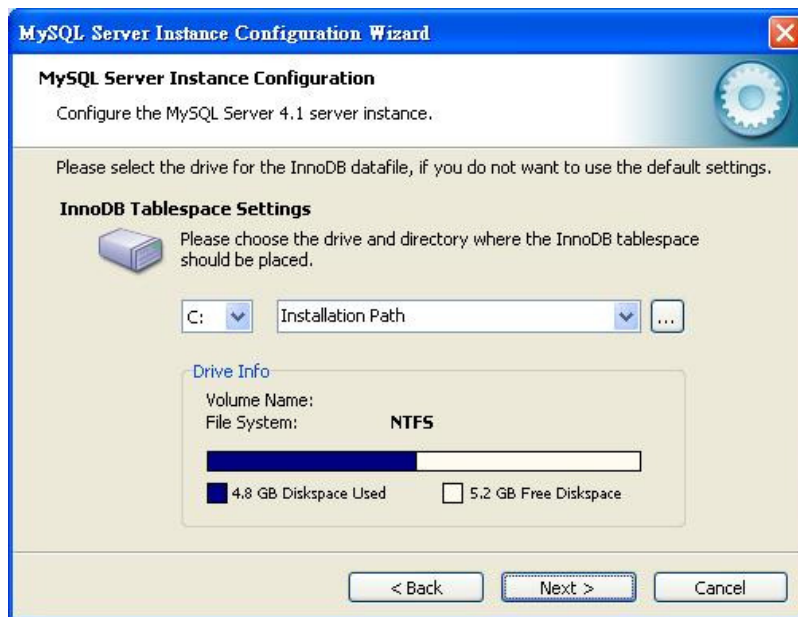 MySQL Server Instance Configuration Wizard
MySQL Server Instance Configuration
Configure the MySQL Server 4.1 server instance.
Please select the drive for the InnoDB datafile, if you do not want to use the default settings.
InnoDB Tablespace Settings
Please choose the drive and directory where the InnoDB tablespace
should be placed.
C: Installation Path ...
Drive Info
Volume Name:
File System: NTFS
4.8 GB Diskspace Used 5.2 GB Free Diskspace
< Back Next > Cancel